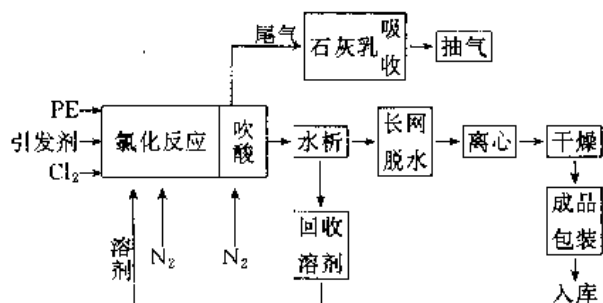 尾气
石灰乳
吸收
抽气
PE
引发剂
Cl₂
氯化反应
吹酸
水析
长网
脱水
离心
干燥
溶剂
N₂
N₂
回收
溶剂
成品
包装
入库